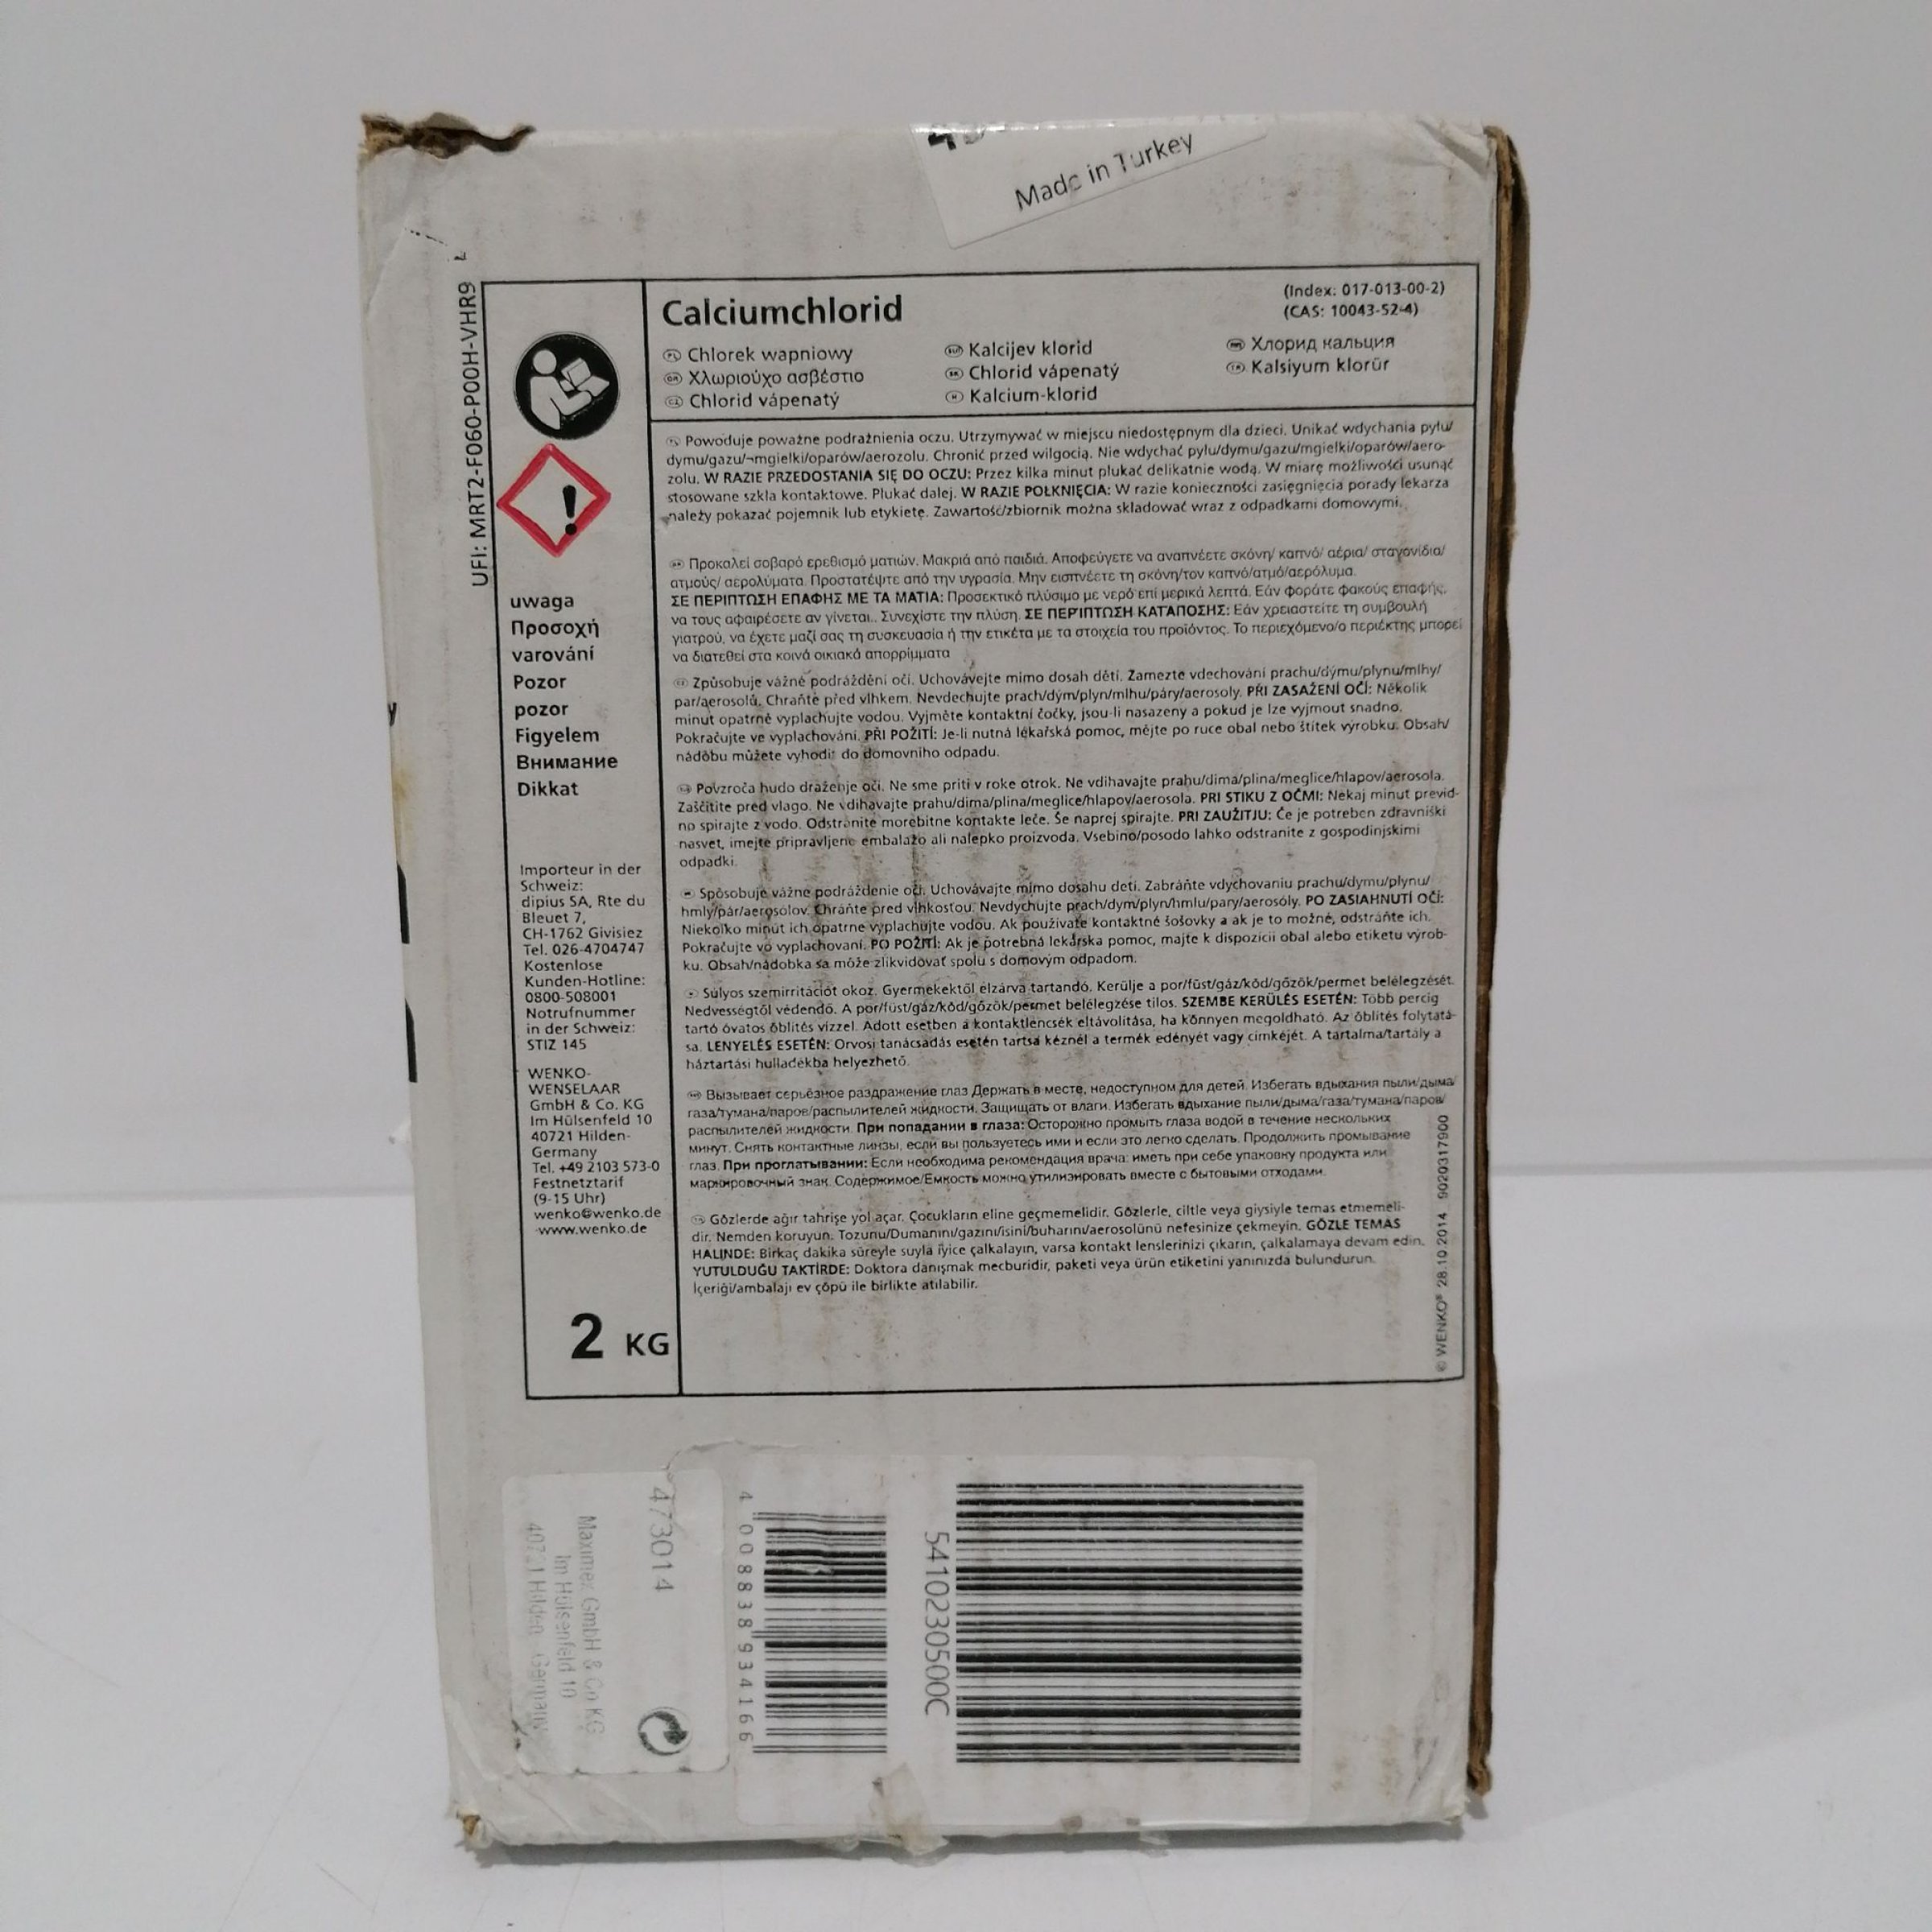 Made in Turkey
UFI: MRT2-F060-P00H-VHR9
Calciumchlorid
(Index: 017-013-00-2)
(CAS: 10043-52-4)
PL Chlorek wapniowy
GR Χλωριούχο ασβέστιο
CZ Chlorid vápenatý
SLO Kalcijev klorid
SK Chlorid vápenatý
H Kalcium-klorid
RUS Хлорид кальция
TR Kalsiyum klorür
uwaga
Προσοχή
varování
Pozor
pozor
Figyelem
Внимание
Dikkat
Importeur in der
Schweiz:
dipius SA, Rte du
Bleuet 7,
CH-1762 Givisiez
Tel. 026-4704747
Kostenlose
Kunden-Hotline:
0800-508001
Notrufnummer
in der Schweiz:
STIZ 145
WENKO-
WENSELAAR
GmbH & Co. KG
Im Hülsenfeld 10
40721 Hilden-
Germany
Tel. +49 2103 573-0
Festnetztarif
(9-15 Uhr)
wenko@wenko.de
www.wenko.de
2 KG
Powoduje poważne podrażnienia oczu. Utrzymywać w miejscu niedostępnym dla dzieci. Unikać wdychania pyłu/
dymu/gazu/¬mgiełki/oparów/aerozolu. Chronić przed wilgocią. Nie wdychać pyłu/dymu/gazu/mgiełki/oparów/aero-
zolu. W RAZIE PRZEDOSTANIA SIĘ DO OCZU: Przez kilka minut płukać delikatnie wodą. W miarę możliwości usunąć
stosowane szkła kontaktowe. Płukać dalej. W RAZIE POŁKNIĘCIA: W razie konieczności zasięgnięcia porady lekarza
należy pokazać pojemnik lub etykietę. Zawartość/zbiornik można składować wraz z odpadkami domowymi.
Προκαλεί σοβαρό ερεθισμό ματιών. Μακριά από παιδιά. Αποφεύγετε να αναπνέετε σκόνη/ καπνό/ αέρια/ σταγονίδια/
ατμούς/ αερολύματα. Προστατέψτε από την υγρασία. Μην εισπνέετε τη σκόνη/τον καπνό/ατμό/αερόλυμα.
ΣΕ ΠΕΡΙΠΤΩΣΗ ΕΠΑΦΗΣ ΜΕ ΤΑ ΜΑΤΙΑ: Προσεκτικό πλύσιμο με νερό επί μερικά λεπτά. Εάν φοράτε φακούς επαφής,
να τους αφαιρέσετε αν γίνεται.. Συνεχίστε την πλύση. ΣΕ ΠΕΡΙΠΤΩΣΗ ΚΑΤΑΠΟΣΗΣ: Εάν χρειαστείτε τη συμβουλή
γιατρού, να έχετε μαζί σας τη συσκευασία ή την ετικέτα με τα στοιχεία του προϊόντος. Το περιεχόμενο/ο περιέκτης μπορεί
να διατεθεί στα κοινά οικιακά απορρίμματα
Způsobuje vážné podráždění očí. Uchovávejte mimo dosah dětí. Zamezte vdechování prachu/dýmu/plynu/mlhy/
par/aerosolů. Chraňte před vlhkem. Nevdechujte prach/dým/plyn/mlhu/páry/aerosoly. PŘI ZASAŽENÍ OČÍ: Několik
minut opatrně vyplachujte vodou. Vyjměte kontaktní čočky, jsou-li nasazeny a pokud je lze vyjmout snadno.
Pokračujte ve vyplachování. PŘI POŽITÍ: Je-li nutná lékařská pomoc, mějte po ruce obal nebo štítek výrobku. Obsah/
nádobu můžete vyhodit do domovního odpadu.
Povzroča hudo draženje oči. Ne sme priti v roke otrok. Ne vdihavajte prahu/dima/plina/meglice/hlapov/aerosola.
Zaščitite pred vlago. Ne vdihavajte prahu/dima/plina/meglice/hlapov/aerosola. PRI STIKU Z OČMI: Nekaj minut previd-
no spirajte z vodo. Odstranite morebitne kontakte leče. Še naprej spirajte. PRI ZAUŽITJU: Če je potreben zdravniški
nasvet, imejte pripravljeno embalažo ali nalepko proizvoda. Vsebino/posodo lahko odstranite z gospodinjskimi
odpadki.
Spôsobuje vážne podráždenie očí. Uchovávajte mimo dosahu detí. Zabráňte vdychovaniu prachu/dymu/plynu/
hmly/pár/aerosólov. Chráňte pred vlhkosťou. Nevdychujte prach/dym/plyn/hmlu/pary/aerosóly. PO ZASIAHNUTÍ OČÍ:
Niekoľko minút ich opatrne vyplachujte vodou. Ak používate kontaktné šošovky a ak je to možné, odstráňte ich.
Pokračujte vo vyplachovaní. PO POŽITÍ: Ak je potrebná lekárska pomoc, majte k dispozícii obal alebo etiketu výrob-
ku. Obsah/nádobka sa môže zlikvidovať spolu s domovým odpadom.
Súlyos szemirritációt okoz. Gyermekektől elzárva tartandó. Kerülje a por/füst/gáz/köd/gőzök/permet belélegzését.
Nedvességtől védendő. A por/füst/gáz/köd/gőzök/permet belélegzése tilos. SZEMBE KERÜLÉS ESETÉN: Több percig
tartó óvatos öblítés vízzel. Adott esetben a kontaktlencsék eltávolítása, ha könnyen megoldható. Az öblítés folytatá-
sa. LENYELÉS ESETÉN: Orvosi tanácsadás esetén tartsa kéznél a termék edényét vagy címkéjét. A tartalma/tartály a
háztartási hulladékba helyezhető.
Вызывает серьёзное раздражение глаз Держать в месте, недоступном для детей. Избегать вдыхания пыли/дыма/
газа/тумана/паров/распылителей жидкости. Защищать от влаги. Избегать вдыхание пыли/дыма/газа/тумана/паров/
распылителей жидкости. При попадании в глаза: Осторожно промыть глаза водой в течение нескольких
минут. Снять контактные линзы, если вы пользуетесь ими и если это легко сделать. Продолжить промывание
глаз. При проглатывании: Если необходима рекомендация врача: иметь при себе упаковку продукта или
маркировочный знак. Содержимое/Емкость можно утилизировать вместе с бытовыми отходами.
Gözlerde ağır tahrişe yol açar. Çocukların eline geçmemelidir. Gözlerle, ciltle veya giysiyle temas etmemeli-
dir. Nemden koruyun. Tozunu/Dumanını/gazını/isini/buharını/aerosolünü nefesinize çekmeyin. GÖZLE TEMAS
HALINDE: Birkaç dakika süreyle suyla iyice çalkalayın, varsa kontakt lenslerinizi çıkarın, çalkalamaya devam edin.
YUTULDUĞU TAKTİRDE: Doktora danışmak mecburidir, paketi veya ürün etiketini yanınızda bulundurun.
İçeriği/ambalajı ev çöpü ile birlikte atılabilir.
© WENKO® 28.10.2014 9020317900
473014
Maximex GmbH & Co KG
Im Hülsenfeld 10
40721 Hilden Germany
4 008838 934166
5410230500C